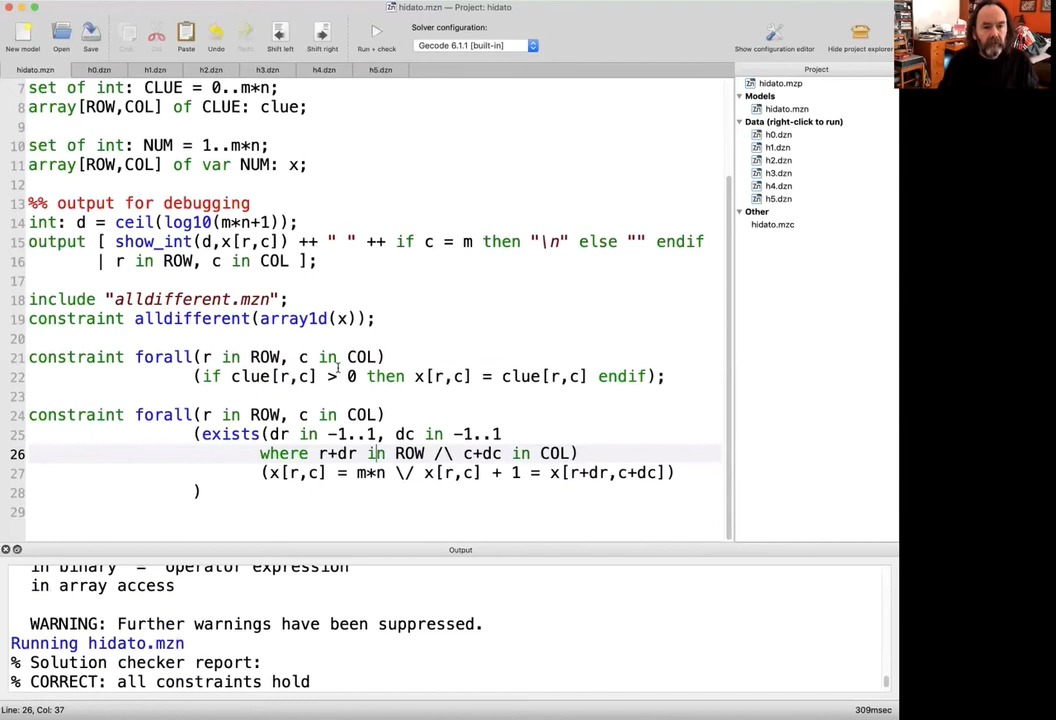 hidato.mzn — Project: hidato
Solver configuration:
New model Open Save Copy Cut Paste Undo Redo Shift left Shift right Run + check Gecode 6.1.1 [built-in] Show configuration editor Hide project explorer
hidato.mzn h0.dzn h1.dzn h2.dzn h3.dzn h4.dzn h5.dzn
7 set of int: CLUE = 0..m*n;
8 array[ROW,COL] of CLUE: clue;
9
10 set of int: NUM = 1..m*n;
11 array[ROW,COL] of var NUM: x;
12
13 %% output for debugging
14 int: d = ceil(log10(m*n+1));
15 output [ show_int(d,x[r,c]) ++ " " ++ if c = m then "\n" else "" endif
16 | r in ROW, c in COL ];
17
18 include "alldifferent.mzn";
19 constraint alldifferent(array1d(x));
20
21 constraint forall(r in ROW, c in COL)
22 (if clue[r,c] > 0 then x[r,c] = clue[r,c] endif);
23
24 constraint forall(r in ROW, c in COL)
25 (exists(dr in -1..1, dc in -1..1
26 where r+dr in ROW /\ c+dc in COL)
27 (x[r,c] = m*n \/ x[r,c] + 1 = x[r+dr,c+dc])
28 )
29
Project
hidato.mzp
Models
hidato.mzn
Data (right-click to run)
h0.dzn
h1.dzn
h2.dzn
h3.dzn
h4.dzn
h5.dzn
Other
hidato.mzc
Output
in binary '=' operator expression
in array access
WARNING: Further warnings have been suppressed.
Running hidato.mzn
% Solution checker report:
% CORRECT: all constraints hold
Line: 26, Col: 37
309msec